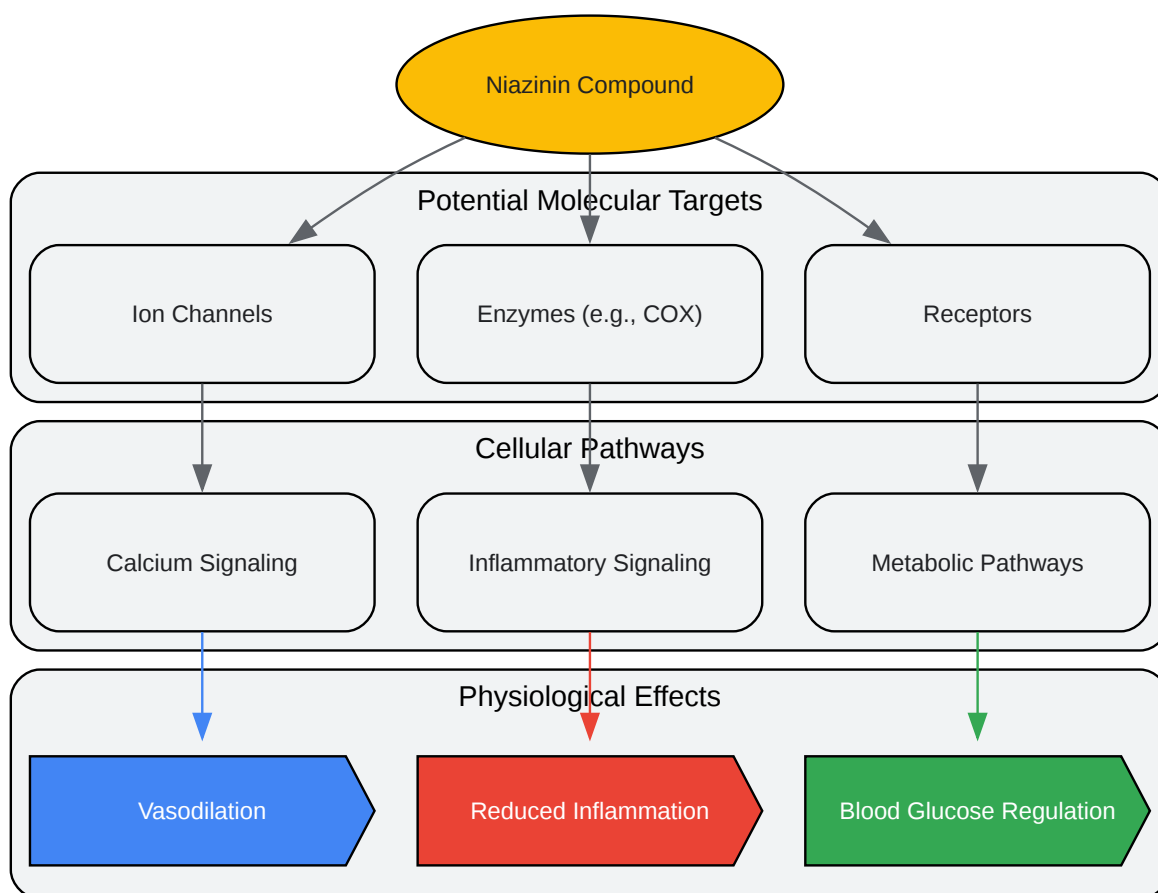 Niazinin Compound
Potential Molecular Targets
Ion Channels
Enzymes (e.g., COX)
Receptors
Cellular Pathways
Calcium Signaling
Inflammatory Signaling
Metabolic Pathways
Physiological Effects
Vasodilation
Reduced Inflammation
Blood Glucose Regulation